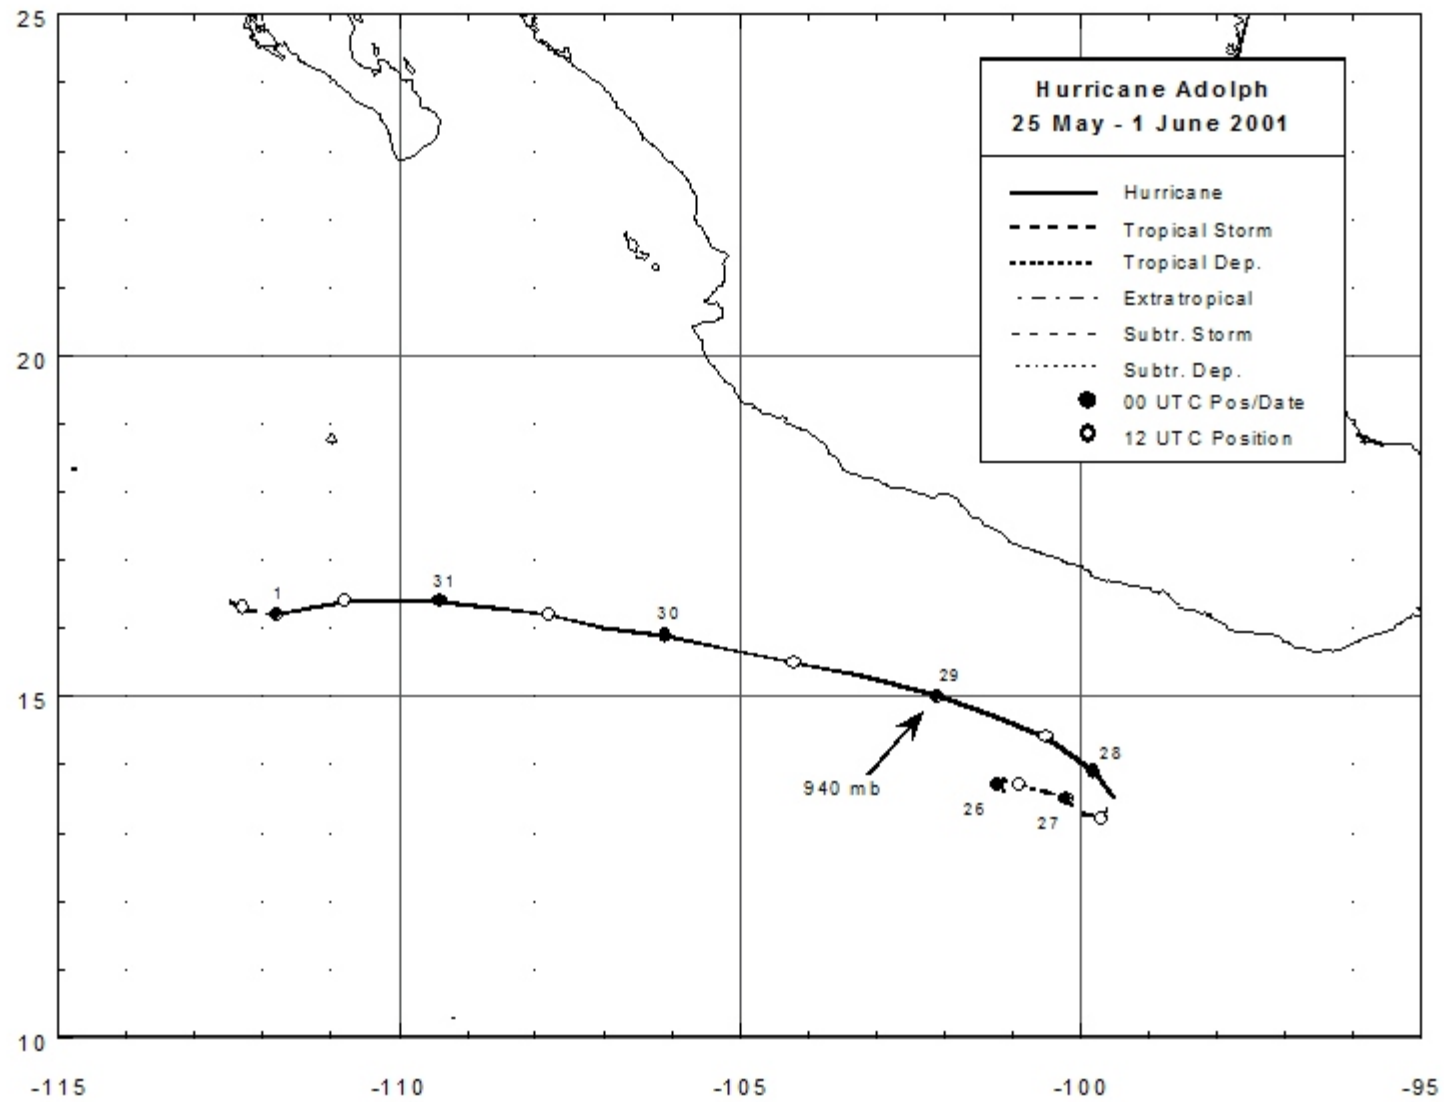 25
Hurricane Adolph
25 May - 1 June 2001
Hurricane
Tropical Storm
Tropical Dep.
Extratropical
Subtr. Storm
20
Subtr. Dep.
00 UTC Pos/Date
12 UTC Position
1
31
30
29
15
28
940 mb
26
27
10
-115
-110
-105
-100
-95